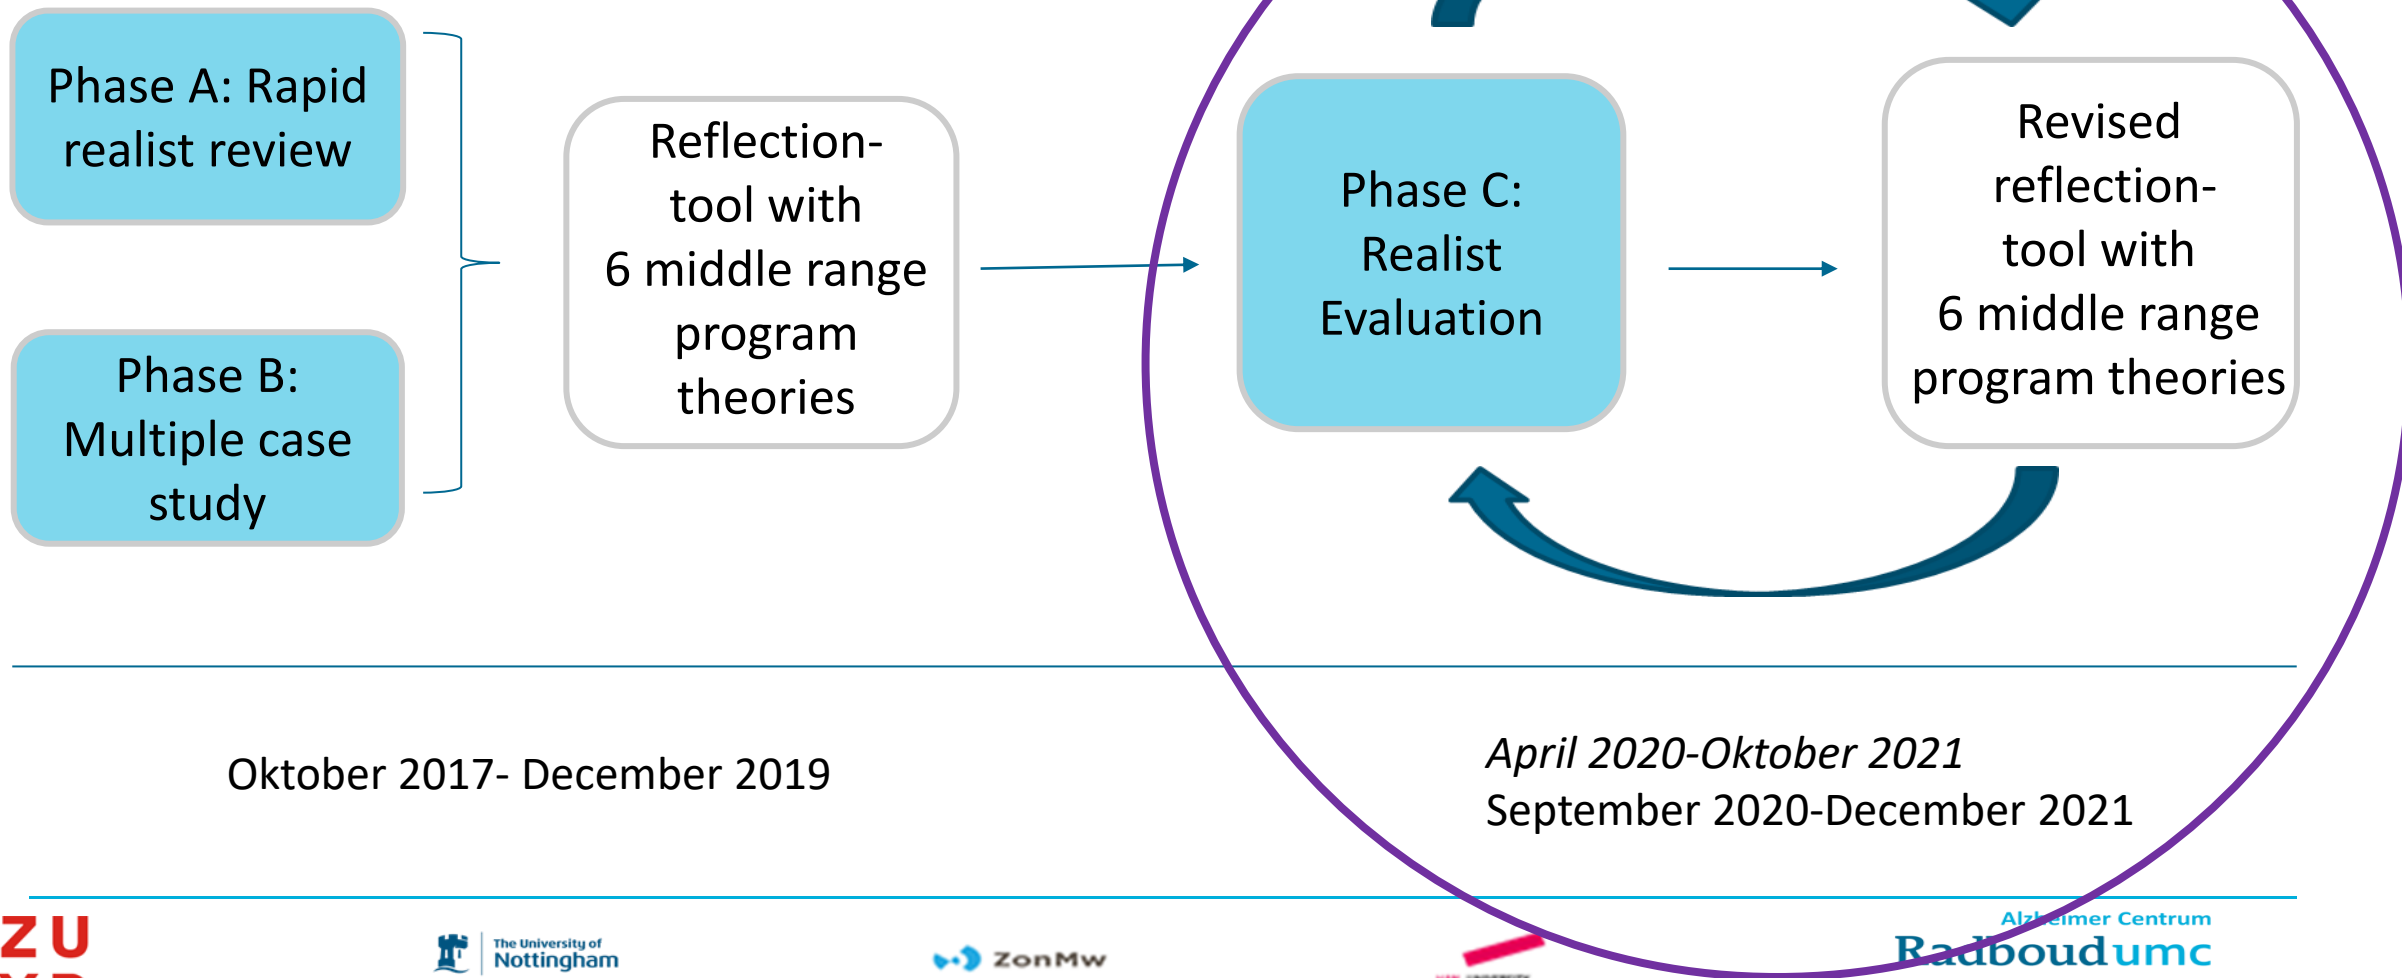 Phase A: Rapid
realist review
Phase B:
Multiple case
study
Reflection-
tool with
6 middle range
program
theories
Phase C:
Realist
Evaluation
Revised
reflection-
tool with
6 middle range
program theories
Oktober 2017- December 2019
April 2020-Oktober 2021
September 2020-December 2021
ZU
The University of
Nottingham
ZonMw
Alzheimer Centrum
Radboudumc